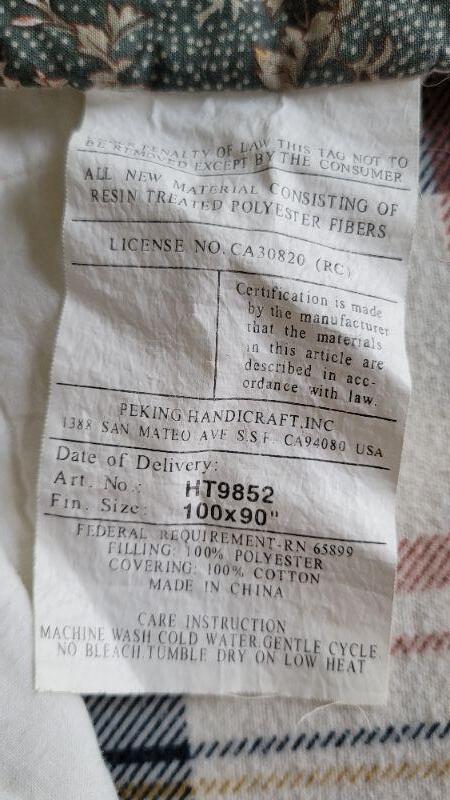 PENALTY OF LAW THIS TAG NOT TO
BE REMOVED EXCEPT BY THE CONSUMER
ALL NEW MATERIAL CONSISTING OF
RESIN TREATED POLYESTER FIBERS
LICENSE NO. CA30820 (RC)
Certification is made
by the manufacturer
that the materials
in this article are
described in acc-
ordance with law.
PEKING HANDICRAFT,INC
1388 SAN MATEO AVE S.S.F. CA94080 USA
Date of Delivery:
Art. No.: HT9852
Fin. Size: 100x90"
FEDERAL REQUIREMENT-RN 65899
FILLING: 100% POLYESTER
COVERING: 100% COTTON
MADE IN CHINA
CARE INSTRUCTION
MACHINE WASH COLD WATER.GENTLE CYCLE
NO BLEACH.TUMBLE DRY ON LOW HEAT